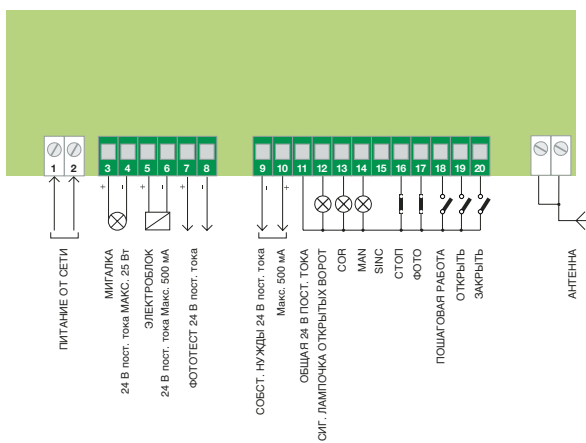 1 2 3 4 5 6 7 8 9 10 11 12 13 14 15 16 17 18 19 20
+ - + - + - - +
ПИТАНИЕ ОТ СЕТИ
МИГАЛКА
24 В пост. тока МАКС. 25 Вт
ЭЛЕКТРОБЛОК
24 В пост. тока Макс. 500 мА
ФОТОТЕСТ 24 В пост. тока
СОБСТ. НУЖДЫ 24 В пост. тока
Макс. 500 мА
ОБЩАЯ 24 В ПОСТ. ТОКА
СИГ. ЛАМПОЧКА ОТКРЫТЫХ ВОРОТ
COR
MAN
SINC
СТОП
ФОТО
ПОШАГОВАЯ РАБОТА
ОТКРЫТЬ
ЗАКРЫТЬ
АНТЕННА